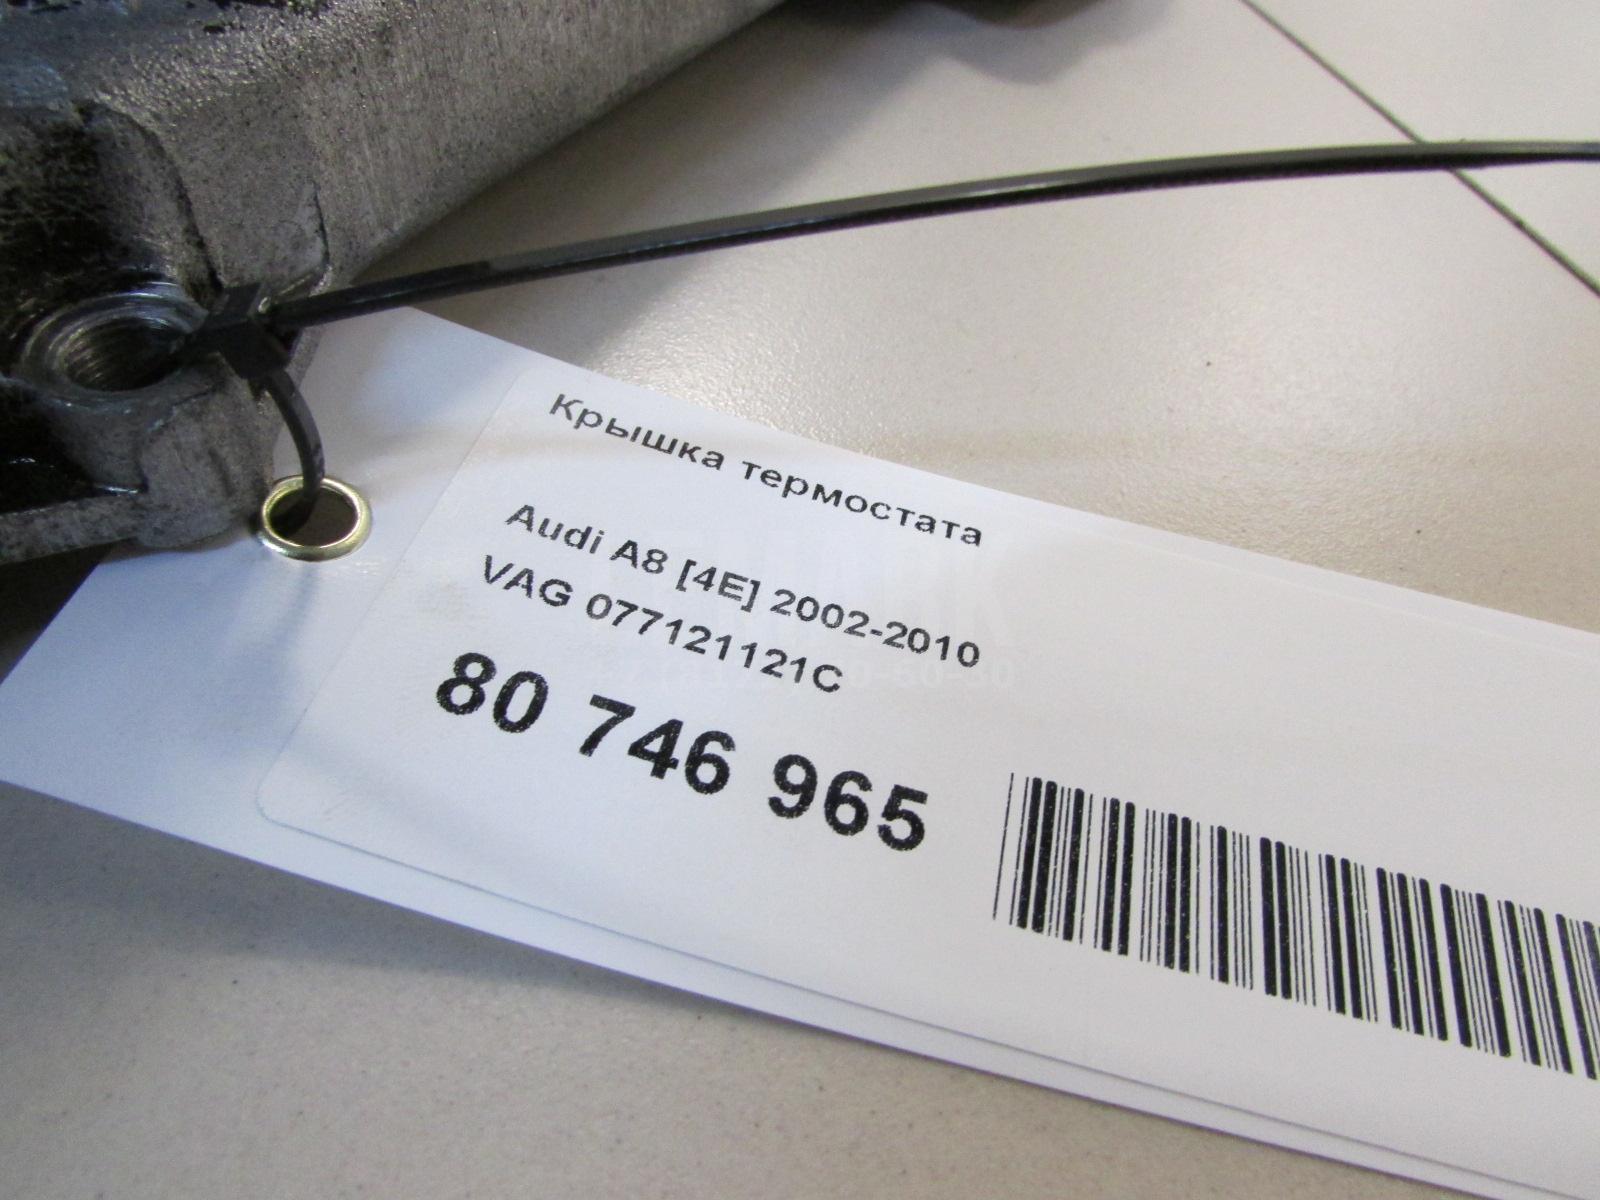 Крышка термостата
Audi A8 [4E] 2002-2010
VAG 077121121C
80 746 965